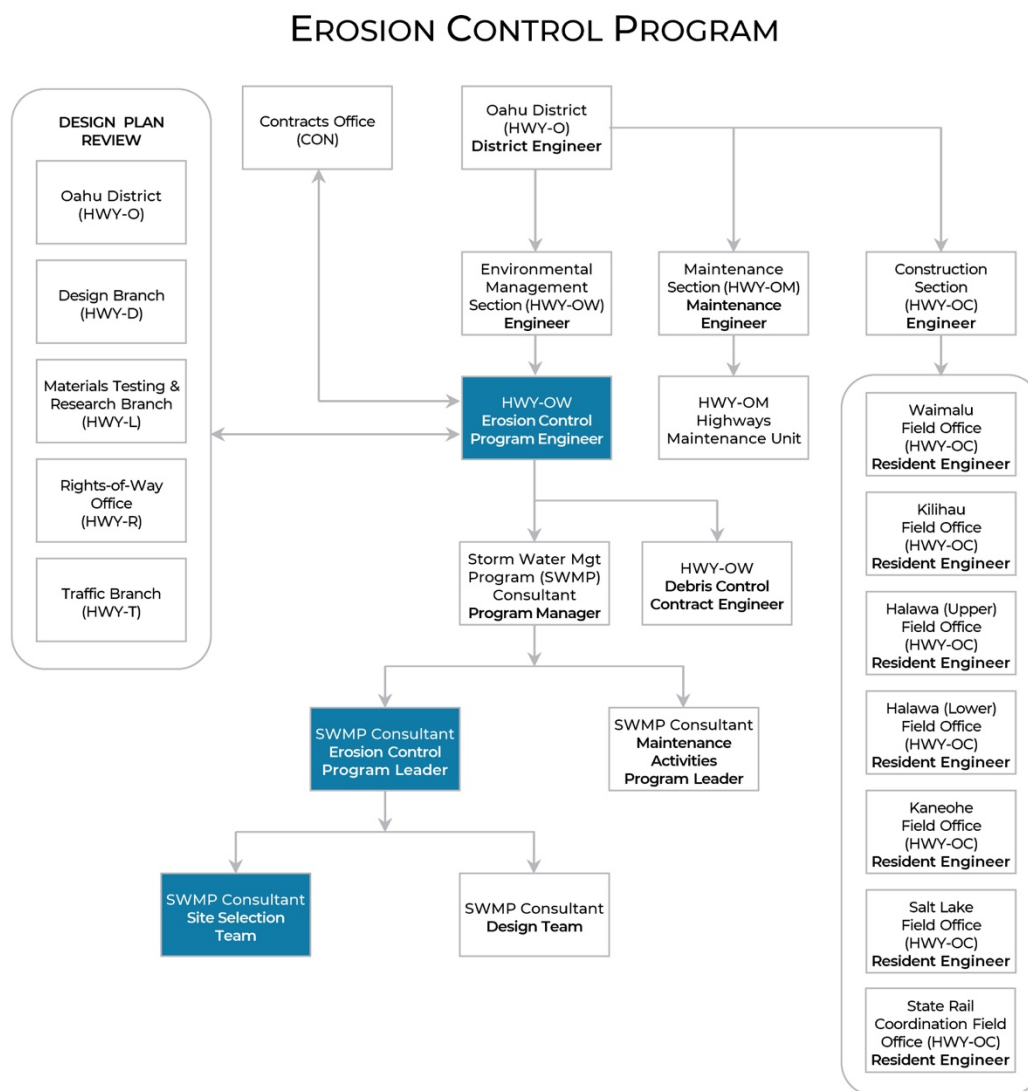 EROSION CONTROL PROGRAM
DESIGN PLAN
REVIEW
Oahu District
(HWY-O)
Design Branch
(HWY-D)
Materials Testing &
Research Branch
(HWY-L)
Rights-of-Way
Office
(HWY-R)
Traffic Branch
(HWY-T)
Contracts Office
(CON)
Oahu District
(HWY-O)
District Engineer
Environmental
Management
Section (HWY-OW)
Engineer
Maintenance
Section (HWY-OM)
Maintenance
Engineer
Construction
Section
(HWY-OC)
Engineer
HWY-OW
Erosion Control
Program Engineer
HWY-OM
Highways
Maintenance Unit
Storm Water Mgt
Program (SWMP)
Consultant
Program Manager
HWY-OW
Debris Control
Contract Engineer
SWMP Consultant
Erosion Control
Program Leader
SWMP Consultant
Maintenance
Activities
Program Leader
SWMP Consultant
Site Selection
Team
SWMP Consultant
Design Team
Waimalu
Field Office
(HWY-OC)
Resident Engineer
Kilihau
Field Office
(HWY-OC)
Resident Engineer
Halawa (Upper)
Field Office
(HWY-OC)
Resident Engineer
Halawa (Lower)
Field Office
(HWY-OC)
Resident Engineer
Kaneohe
Field Office
(HWY-OC)
Resident Engineer
Salt Lake
Field Office
(HWY-OC)
Resident Engineer
State Rail
Coordination Field
Office (HWY-OC)
Resident Engineer